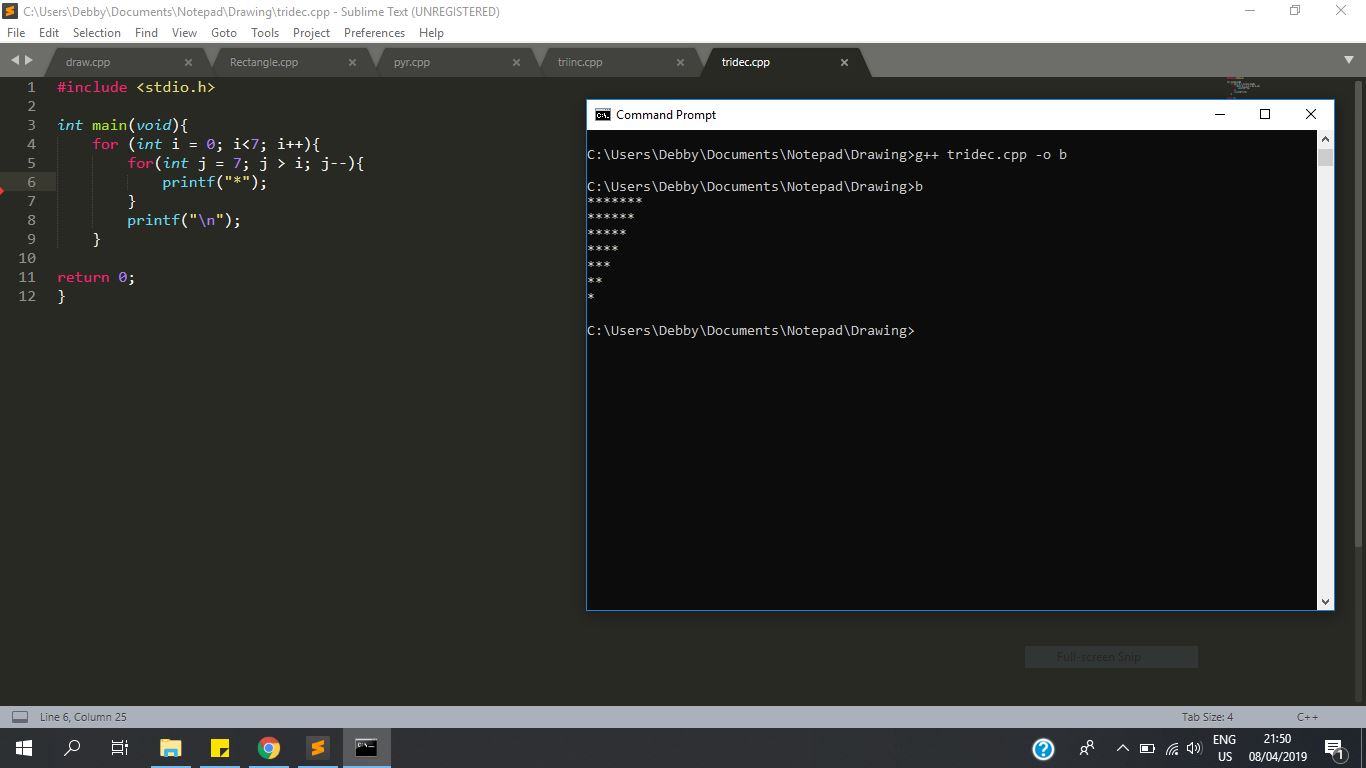 C:\Users\Debby\Documents\Notepad\Drawing\tridec.cpp - Sublime Text (UNREGISTERED)
File Edit Selection Find View Goto Tools Project Preferences Help
draw.cpp Rectangle.cpp pyr.cpp triinc.cpp tridec.cpp
1 #include <stdio.h>
2
3 int main(void){
4 for (int i = 0; i<7; i++){
5 for(int j = 7; j > i; j--){
6 printf("*");
7 }
8 printf("\n");
9 }
10
11 return 0;
12 }
Command Prompt
C:\Users\Debby\Documents\Notepad\Drawing>g++ tridec.cpp -o b
C:\Users\Debby\Documents\Notepad\Drawing>b
*******
******
*****
****
***
**
*
C:\Users\Debby\Documents\Notepad\Drawing>
Full-screen Snip
Line 6, Column 25 Tab Size: 4 C++
ENG 21:50
US 08/04/2019 1